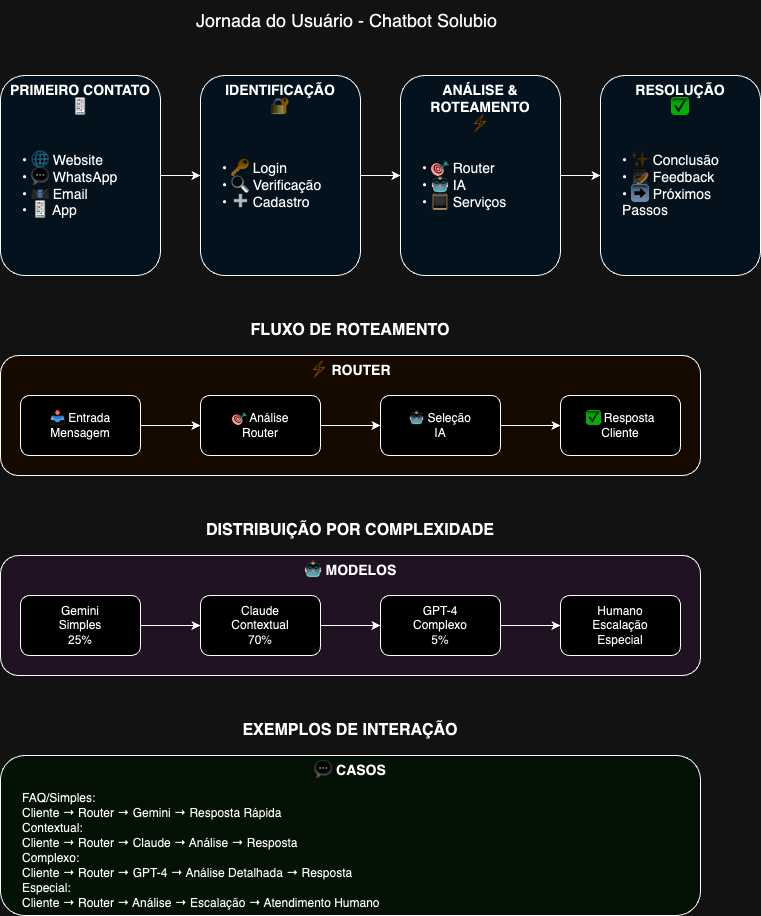 Jornada do Usuário - Chatbot Solubio
PRIMEIRO CONTATO
• 🌐 Website
• 💬 WhatsApp
• 📧 Email
• 📱 App
IDENTIFICAÇÃO
🔐
• 🔑 Login
• 🔍 Verificação
• ➕ Cadastro
ANÁLISE &
ROTEAMENTO
⚡
• 🎯 Router
• 🤖 IA
• Serviços
RESOLUÇÃO
✅
• ✨ Conclusão
• 📝 Feedback
• ➡️ Próximos
Passos
FLUXO DE ROTEAMENTO
⚡ ROUTER
📥 Entrada
Mensagem
🎯 Análise
Router
🤖 Seleção
IA
✅ Resposta
Cliente
DISTRIBUIÇÃO POR COMPLEXIDADE
🤖 MODELOS
Gemini
Simples
25%
Claude
Contextual
70%
GPT-4
Complexo
5%
Humano
Escalação
Especial
EXEMPLOS DE INTERAÇÃO
💬 CASOS
FAQ/Simples:
Cliente → Router → Gemini → Resposta Rápida
Contextual:
Cliente → Router → Claude → Análise → Resposta
Complexo:
Cliente → Router → GPT-4 → Análise Detalhada → Resposta
Especial:
Cliente → Router → Análise → Escalação → Atendimento Humano